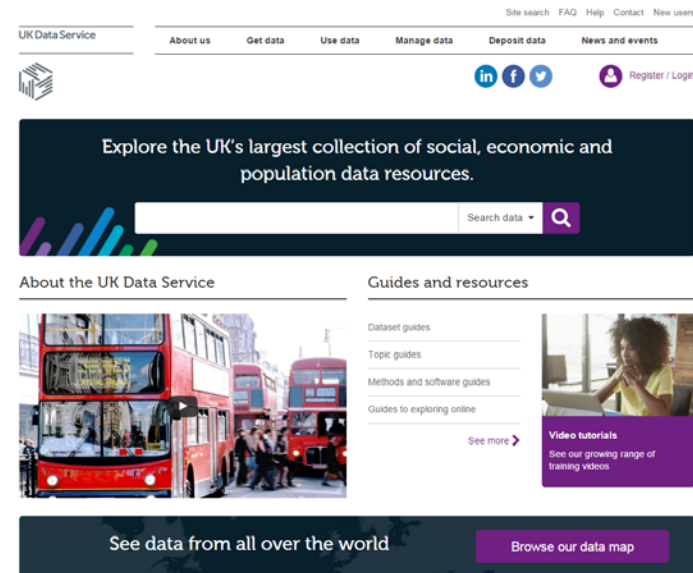 Site search FAQ Help Contact New users
UK Data Service
About us Get data Use data Manage data Deposit data News and events
Register / Login
Explore the UK's largest collection of social, economic and
population data resources.
Search data
About the UK Data Service
Guides and resources
Dataset guides
Topic guides
Methods and software guides
Guides to exploring online
See more
Video tutorials
See our growing range of
training videos
See data from all over the world
Browse our data map